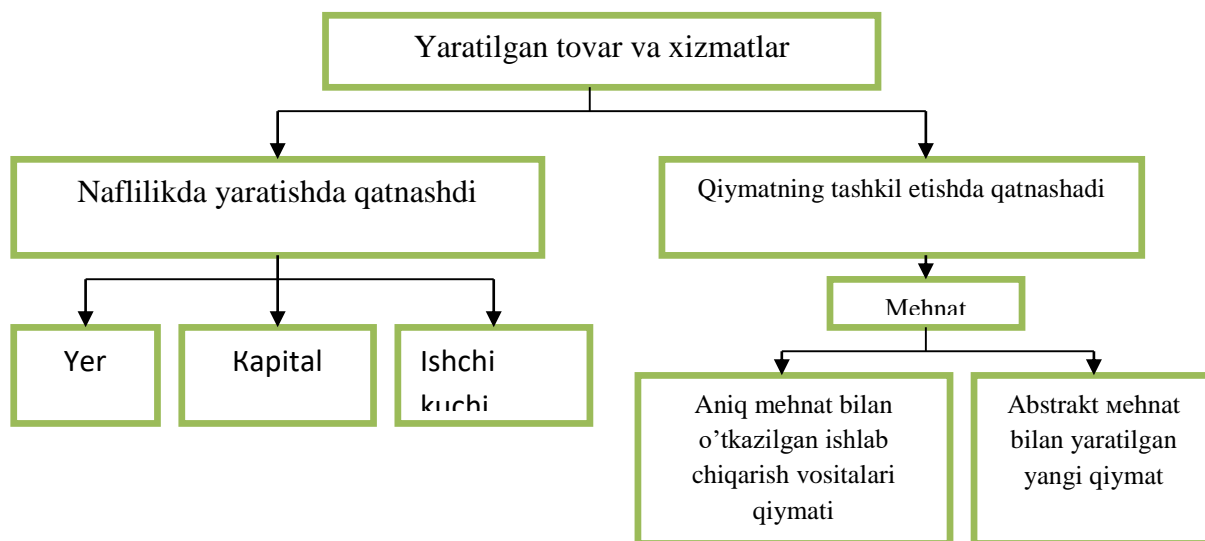 Yaratilgan tovar va xizmatlar
Naflilikda yaratishda qatnashdi
Qiymatning tashkil etishda qatnashadi
Mehnat
Yer
Kapital
Ishchi
kuchi
Aniq mehnat bilan
o’tkazilgan ishlab
chiqarish vositalari
qiymati
Abstrakt мehnat
bilan yaratilgan
yangi qiymat